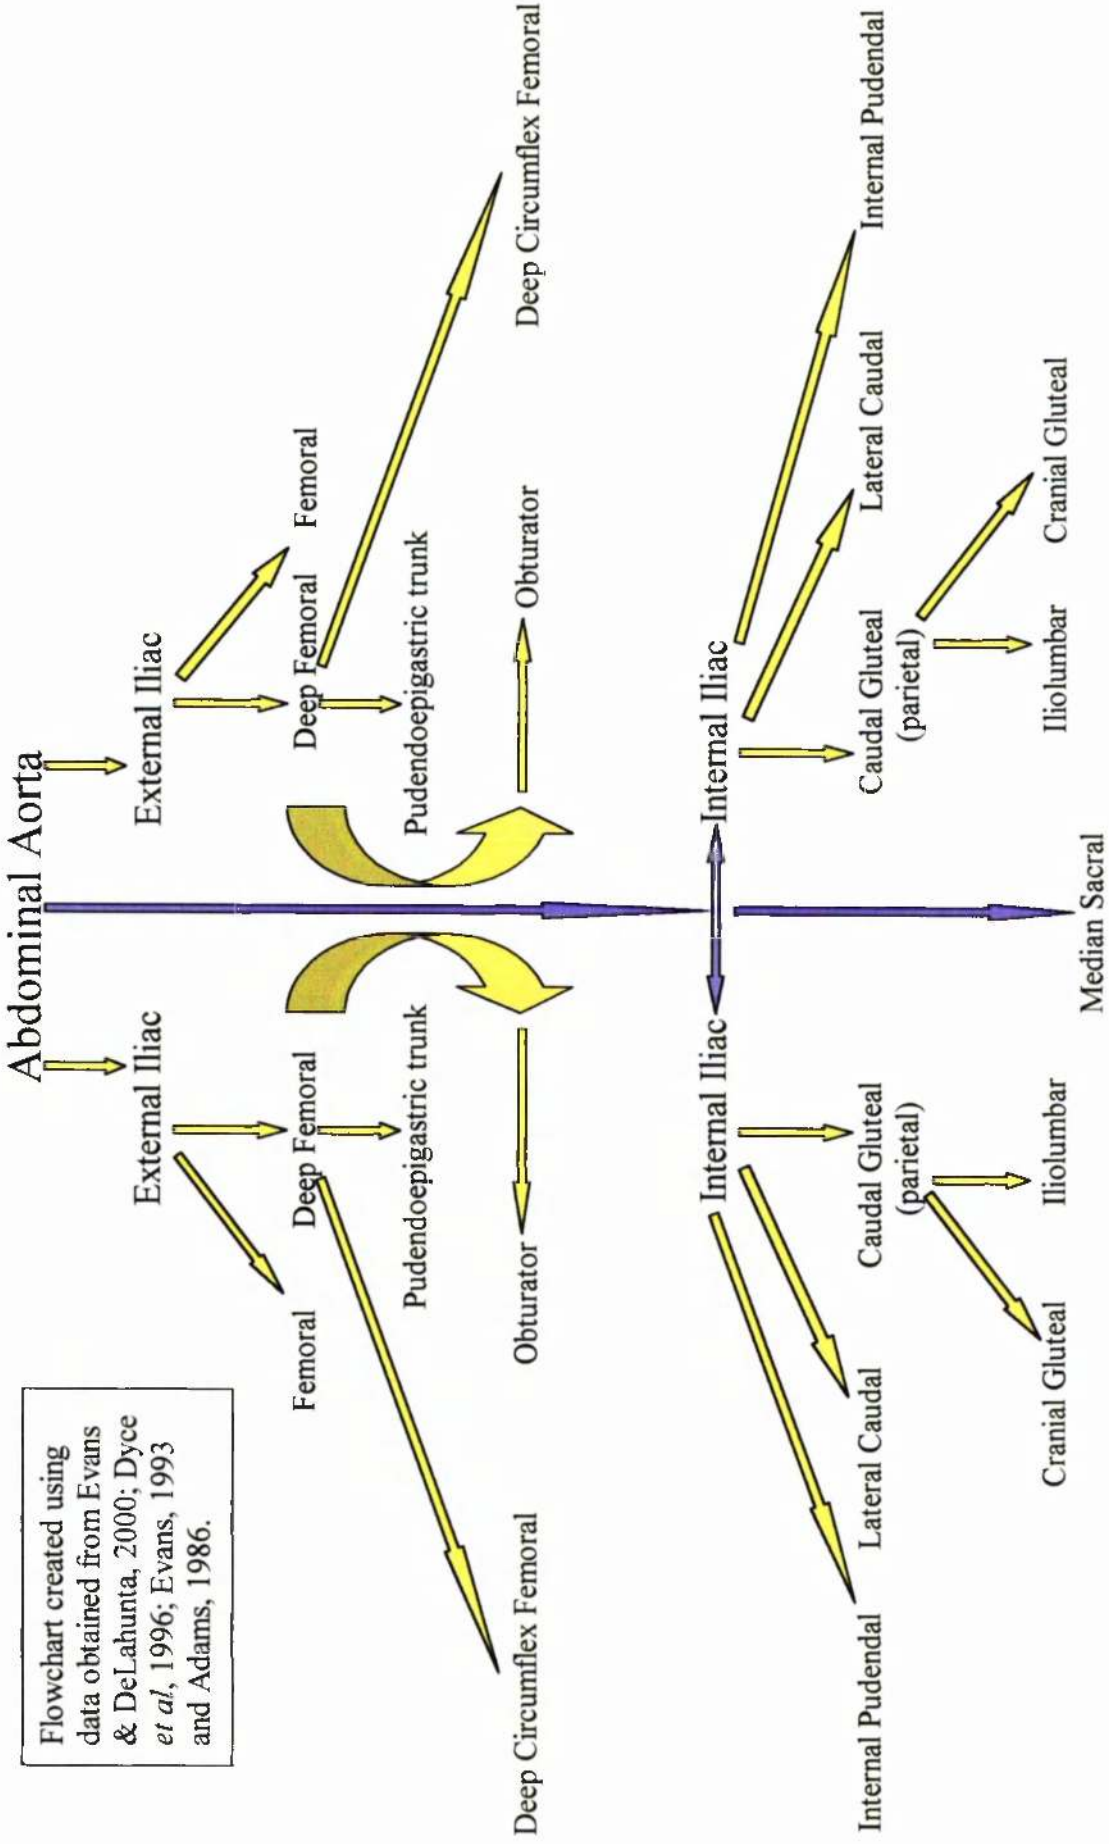 Abdominal Aorta
Flowchart created using
data obtained from Evans
& DeLahunta, 2000; Dyce
et al, 1996; Evans, 1993
and Adams, 1986.
External Iliac
External Iliac
Femoral
Deep Femoral
Deep Femoral
Femoral
Pudendoepigastric trunk
Pudendoepigastric trunk
Deep Circumflex Femoral
Obturator
Obturator
Deep Circumflex Femoral
Internal Iliac
Internal Iliac
Internal Pudendal
Lateral Caudal
Caudal Gluteal
(parietal)
Caudal Gluteal
(parietal)
Lateral Caudal
Internal Pudendal
Cranial Gluteal
Iliolumbar
Iliolumbar
Cranial Gluteal
Median Sacral